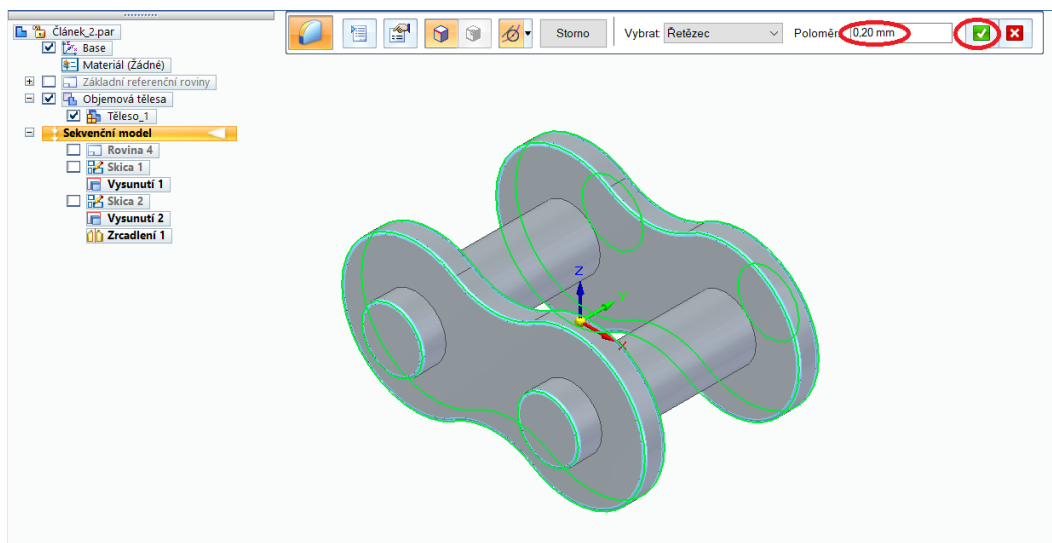 Článek_2.par
Base
Materiál (Žádné)
Základní referenční roviny
Objemová tělesa
Těleso_1
Sekvenční model
Rovina 4
Skica 1
Vysunutí 1
Skica 2
Vysunutí 2
Zrcadlení 1
Storno Vybrat: Řetězec Poloměr: 0,20 mm
Z
Y
X